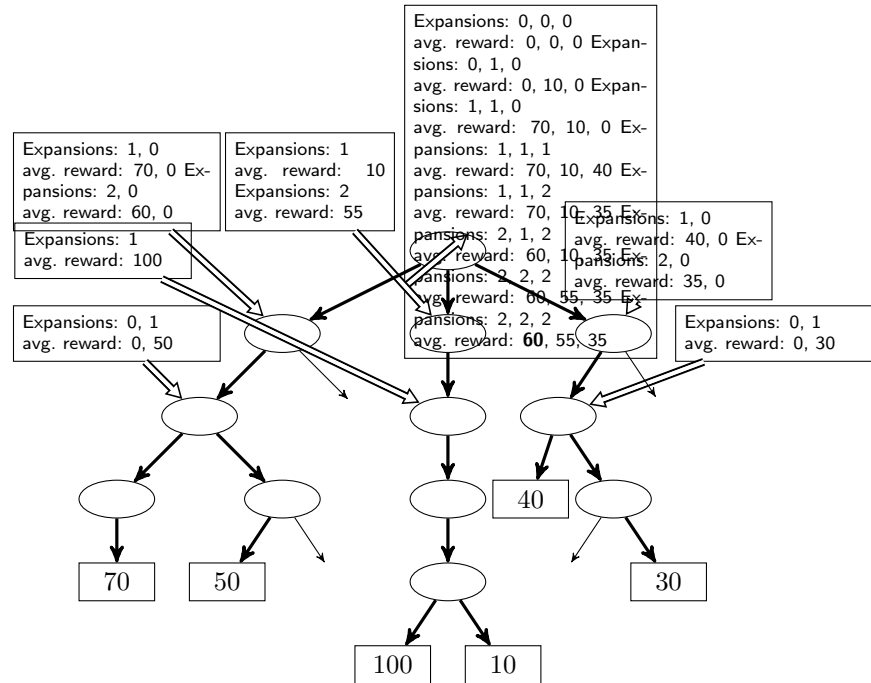 Expansions: 0, 0, 0
avg. reward: 0, 0, 0 Expan-
sions: 0, 1, 0
avg. reward: 0, 10, 0 Expan-
sions: 1, 1, 0
avg. reward: 70, 10, 0 Ex-
pansions: 1, 1, 1
avg. reward: 70, 10, 40 Ex-
pansions: 1, 1, 2
avg. reward: 70, 10, 35 Ex-
pansions: 2, 1, 2
avg. reward: 60, 10, 35 Ex-
pansions: 2, 2, 2
avg. reward: 60, 55, 35 Ex-
pansions: 2, 2, 2
avg. reward: 60, 55, 35
Expansions: 1, 0
avg. reward: 70, 0 Ex-
pansions: 2, 0
avg. reward: 60, 0
Expansions: 1
avg. reward: 10
Expansions: 2
avg. reward: 55
Expansions: 1, 0
avg. reward: 40, 0 Ex-
pansions: 2, 0
avg. reward: 35, 0
Expansions: 1
avg. reward: 100
Expansions: 0, 1
avg. reward: 0, 50
Expansions: 0, 1
avg. reward: 0, 30
40
70
50
30
100
10